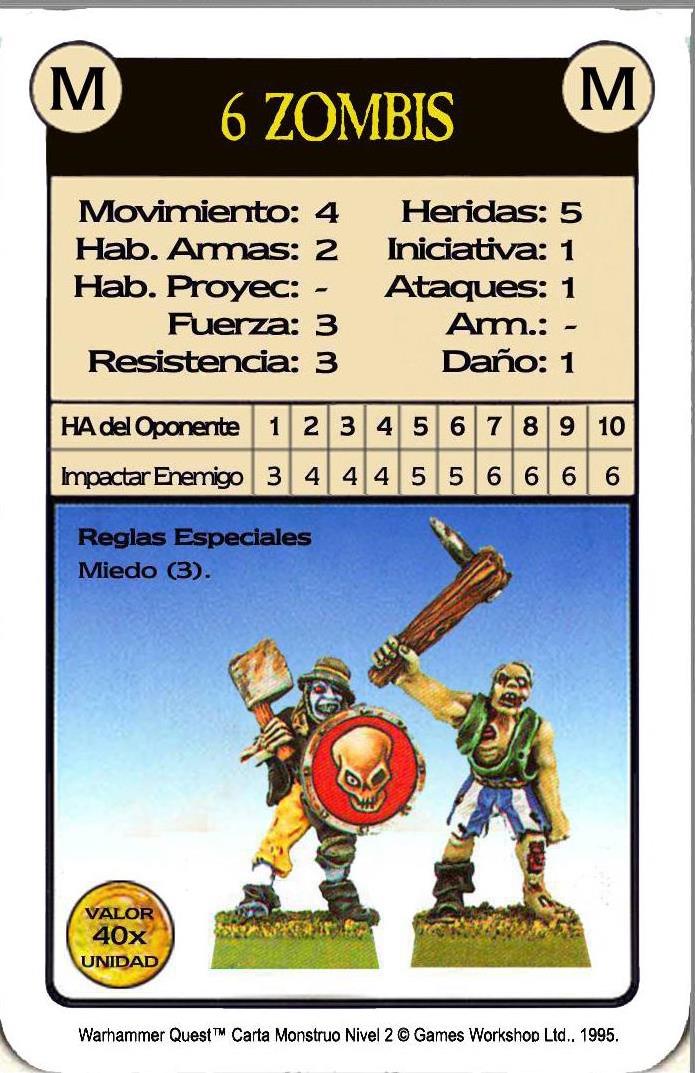 M M
6 ZOMBIS
Movimiento: 4 Heridas: 5
Hab. Armas: 2 Iniciativa: 1
Hab. Proyec: - Ataques: 1
Fuerza: 3 Arm.: -
Resistencia: 3 Daño: 1
HA del Oponente 1 2 3 4 5 6 7 8 9 10
Impactar Enemigo 3 4 4 4 5 5 6 6 6 6
Reglas Especiales
Miedo (3).
VALOR
40x
UNIDAD
Warhammer Quest™ Carta Monstruo Nivel 2 © Games Workshop Ltd.. 1995.